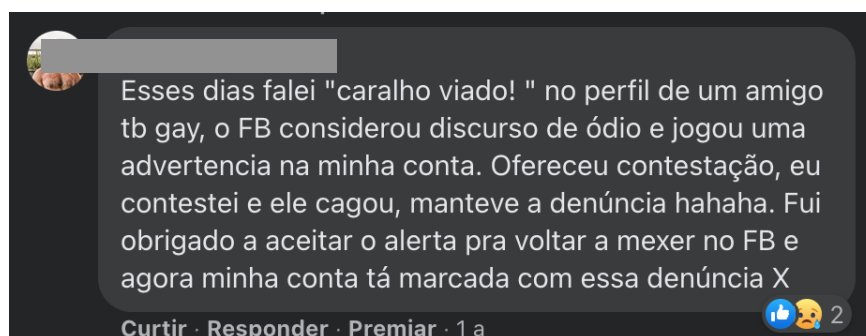 Esses dias falei "caralho viado! " no perfil de um amigo
tb gay, o FB considerou discurso de ódio e jogou uma
advertencia na minha conta. Ofereceu contestação, eu
contestei e ele cagou, manteve a denúncia hahaha. Fui
obrigado a aceitar o alerta pra voltar a mexer no FB e
agora minha conta tá marcada com essa denúncia X
2
Curtir · Responder · Premiar · 1 a